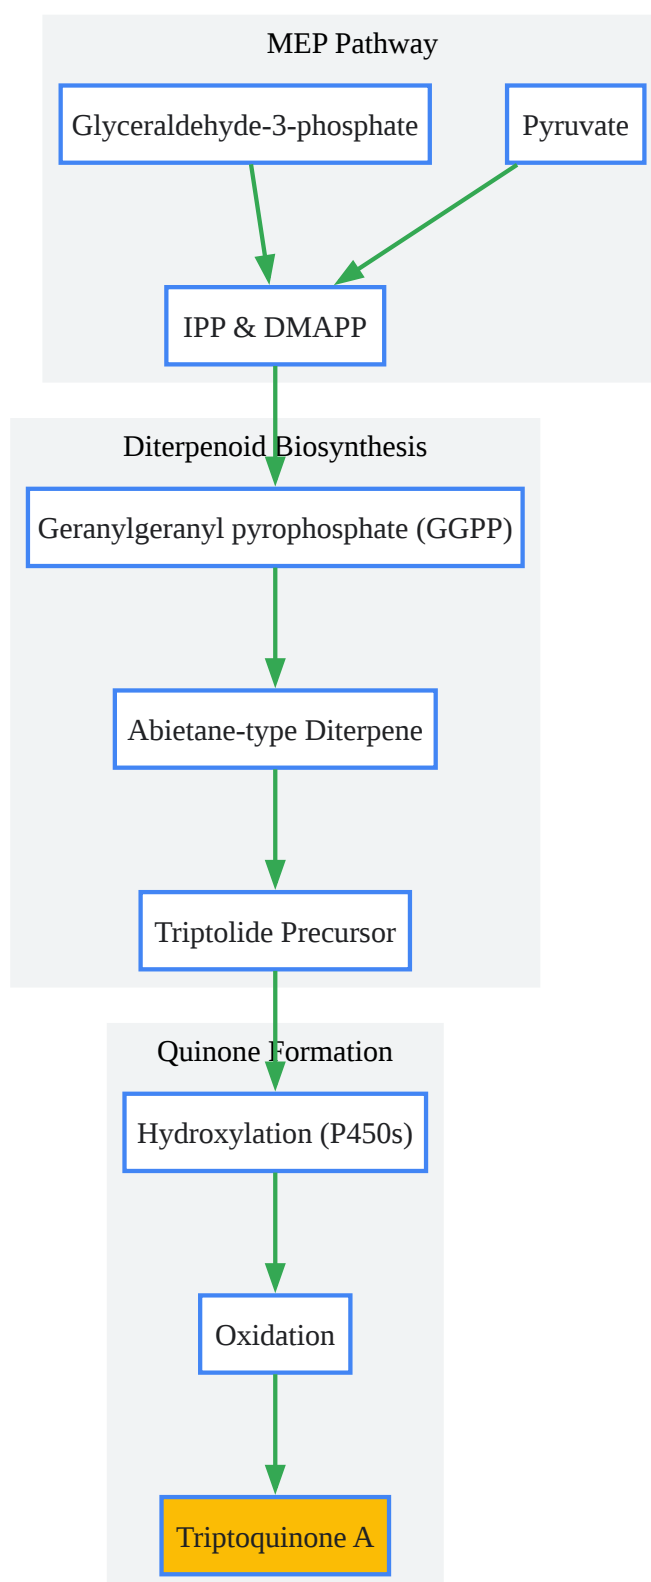 MEP Pathway
Glyceraldehyde-3-phosphate
Pyruvate
IPP & DMAPP
Diterpenoid Biosynthesis
Geranylgeranyl pyrophosphate (GGPP)
Abietane-type Diterpene
Triptolide Precursor
Quinone Formation
Hydroxylation (P450s)
Oxidation
Triptoquinone A